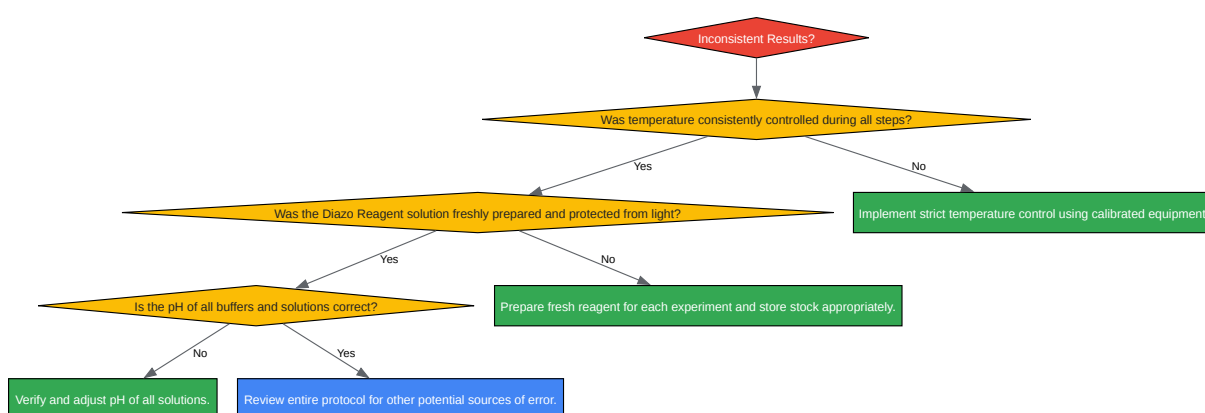 Inconsistent Results?
Was temperature consistently controlled during all steps?
Yes
No
Was the Diazo Reagent solution freshly prepared and protected from light?
Implement strict temperature control using calibrated equipment
Yes
No
Is the pH of all buffers and solutions correct?
Prepare fresh reagent for each experiment and store stock appropriately.
No
Yes
Verify and adjust pH of all solutions.
Review entire protocol for other potential sources of error.